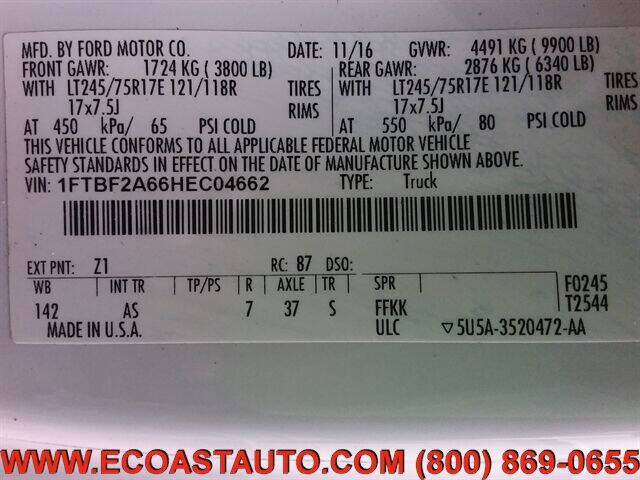 MFD. BY FORD MOTOR CO. DATE: 11/16 GVWR: 4491 KG ( 9900 LB)
FRONT GAWR: 1724 KG ( 3800 LB) REAR GAWR: 2876 KG ( 6340 LB)
WITH LT245/75R17E 121/118R TIRES WITH LT245/75R17E 121/118R TIRES
17x7.5J RIMS 17x7.5J RIMS
AT 450 kPa/ 65 PSI COLD AT 550 kPa/ 80 PSI COLD
THIS VEHICLE CONFORMS TO ALL APPLICABLE FEDERAL MOTOR VEHICLE
SAFETY STANDARDS IN EFFECT ON THE DATE OF MANUFACTURE SHOWN ABOVE.
VIN: 1FTBF2A66HEC04662 TYPE: Truck
EXT PNT: Z1 RC: 87 DSO:
WB INT TR TP/PS R AXLE TR SPR F0245
142 AS 7 37 S FFKK T2544
MADE IN U.S.A. ULC ▽5U5A-3520472-AA
WWW.ECOASTAUTO.COM (800) 869-0655